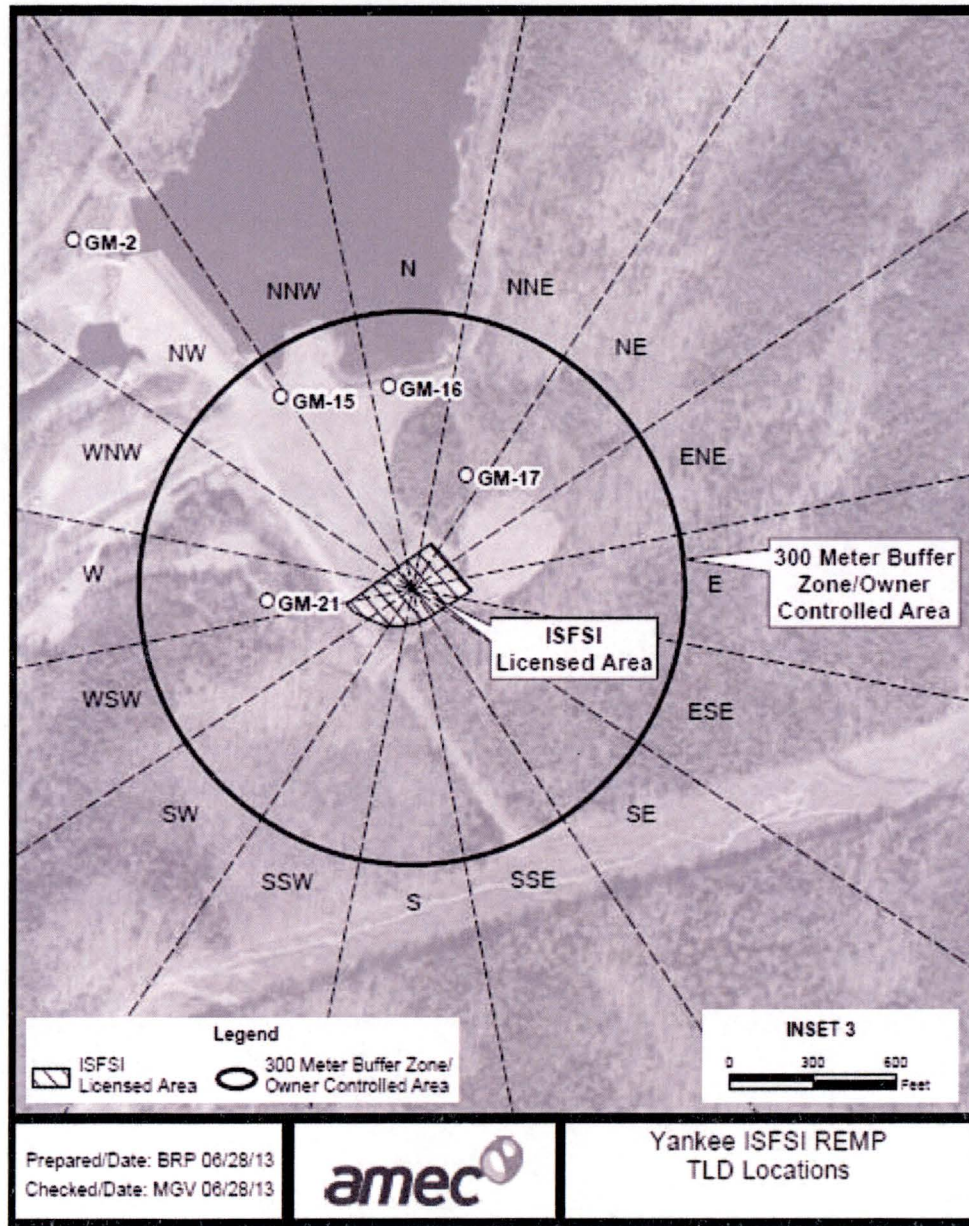 GM-2
N
NNW
NNE
NW
NE
GM-15
GM-16
WNW
ENE
GM-17
W
300 Meter Buffer
Zone/Owner
Controlled Area
E
GM-21
ISFSI
Licensed Area
WSW
ESE
SW
SE
SSW
SSE
S
Legend
ISFSI
Licensed Area
300 Meter Buffer Zone/
Owner Controlled Area
INSET 3
0 300 600
Feet
Prepared/Date: BRP 06/28/13
Checked/Date: MGV 06/28/13
amec
Yankee ISFSI REMP
TLD Locations